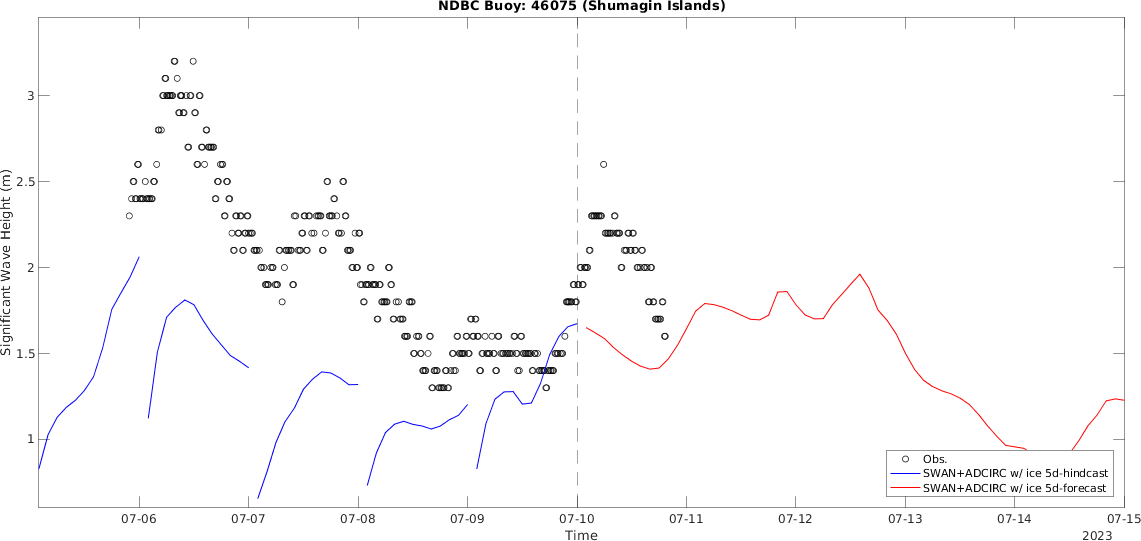 NDBC Buoy: 46075 (Shumagin Islands)
Significant Wave Height (m)
3
2.5
2
1.5
1
Obs.
SWAN+ADCIRC w/ ice 5d-hindcast
SWAN+ADCIRC w/ ice 5d-forecast
07-06 07-07 07-08 07-09 07-10 07-11 07-12 07-13 07-14 07-15
Time
2023